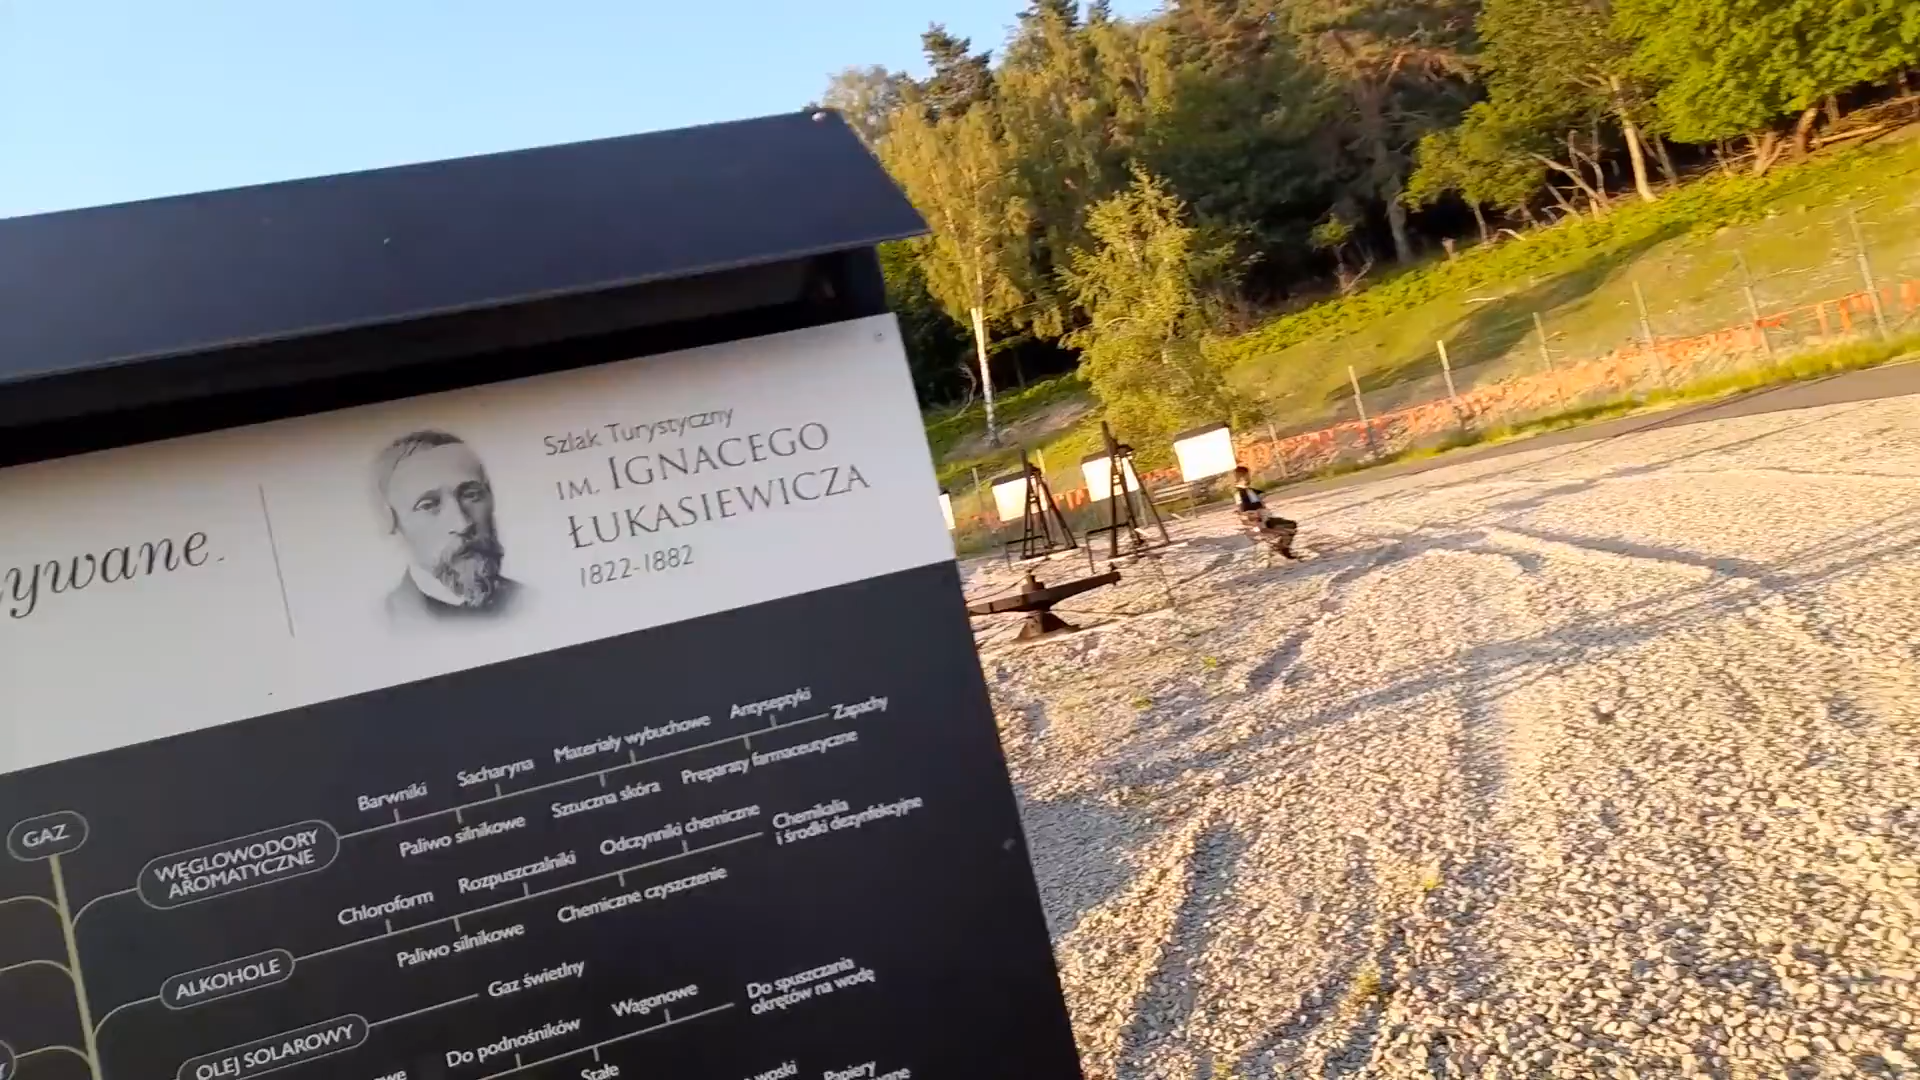 Szlak Turystyczny
IM. IGNACEGO
ŁUKASIEWICZA
1822-1882
GAZ
WĘGLOWODORY
AROMATYCZNE
Barwniki
Sacharyna
Materiały wybuchowe
Antyseptyki
Zapachy
Paliwo silnikowe
Sztuczna skóra
Preparaty farmaceutyczne
ALKOHOLE
Chloroform
Rozpuszczalniki
Odczynniki chemiczne
Chemikalia
i środki dezynfekcyjne
Paliwo silnikowe
Chemiczne czyszczenie
OLEJ SOLAROWY
Gaz świetlny
Do podnośników
Wagonowe
Do spuszczania
okrętów na wodę
Stałe
Papiery